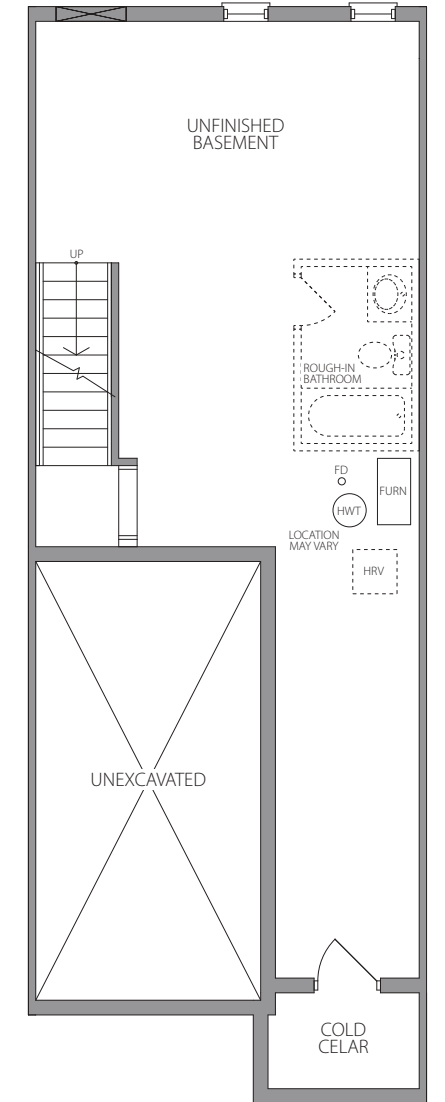 UNFINISHED
BASEMENT
UP
ROUGH-IN
BATHROOM
FD
FURN
HWT
LOCATION
MAY VARY
HRV
UNEXCAVATED
COLD
CELAR